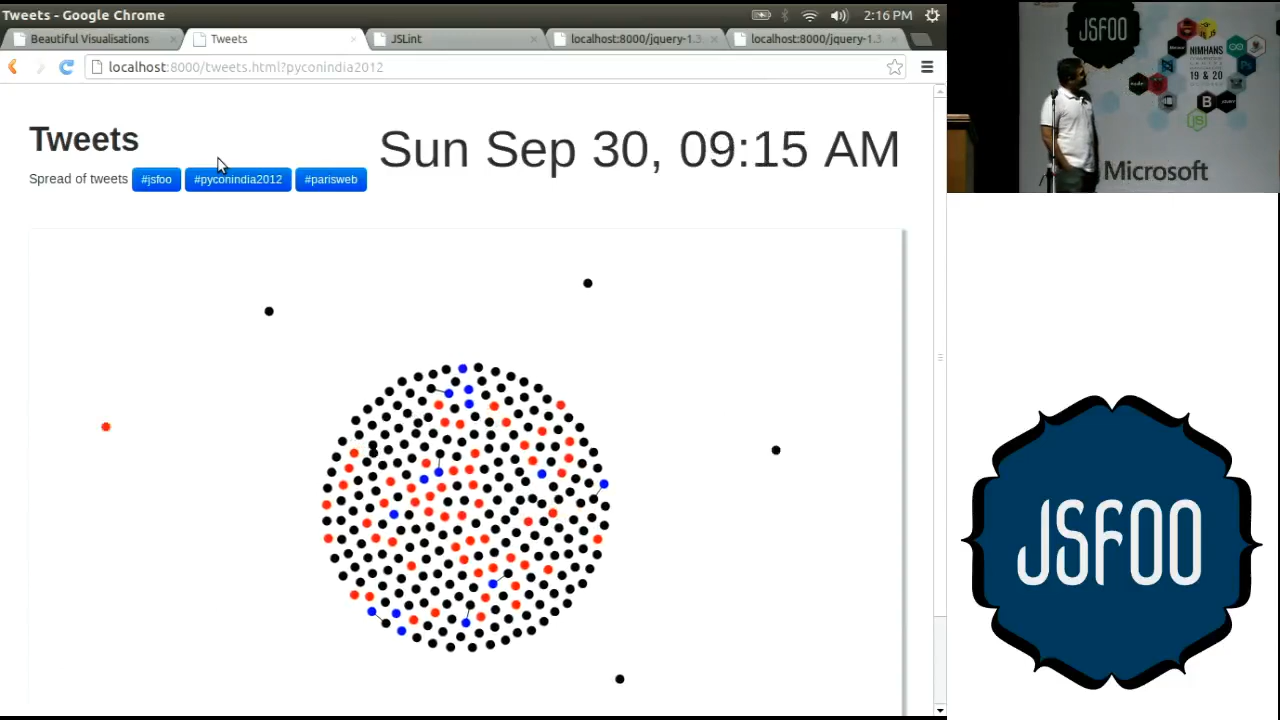 Tweets - Google Chrome
2:16 PM
Beautiful Visualisations
Tweets
JSLint
localhost:8000/jquery-1.3
localhost:8000/jquery-1.3
localhost:8000/tweets.html?pyconindia2012
Tweets
Sun Sep 30, 09:15 AM
Spread of tweets #jsfoo #pyconindia2012 #parisweb
JSFOO
NIMHANS
19 & 20
B
JS
Microsoft
JSFOO